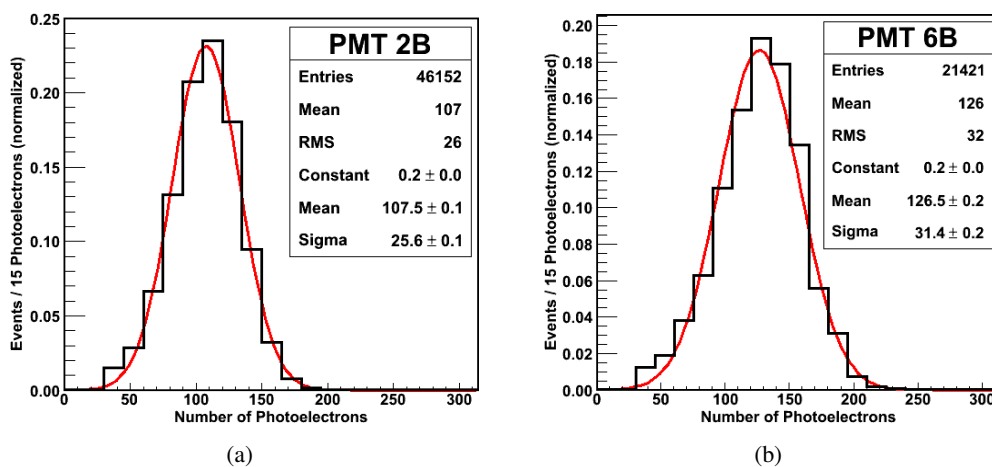 PMT 2B
Entries 46152
Mean 107
RMS 26
Constant 0.2 ± 0.0
Mean 107.5 ± 0.1
Sigma 25.6 ± 0.1
Events / 15 Photoelectrons (normalized)
0.25
0.20
0.15
0.10
0.05
0.00
0 50 100 150 200 250 300
Number of Photoelectrons
(a)
PMT 6B
Entries 21421
Mean 126
RMS 32
Constant 0.2 ± 0.0
Mean 126.5 ± 0.2
Sigma 31.4 ± 0.2
Events / 15 Photoelectrons (normalized)
0.20
0.18
0.16
0.14
0.12
0.10
0.08
0.06
0.04
0.02
0.00
0 50 100 150 200 250 300
Number of Photoelectrons
(b)